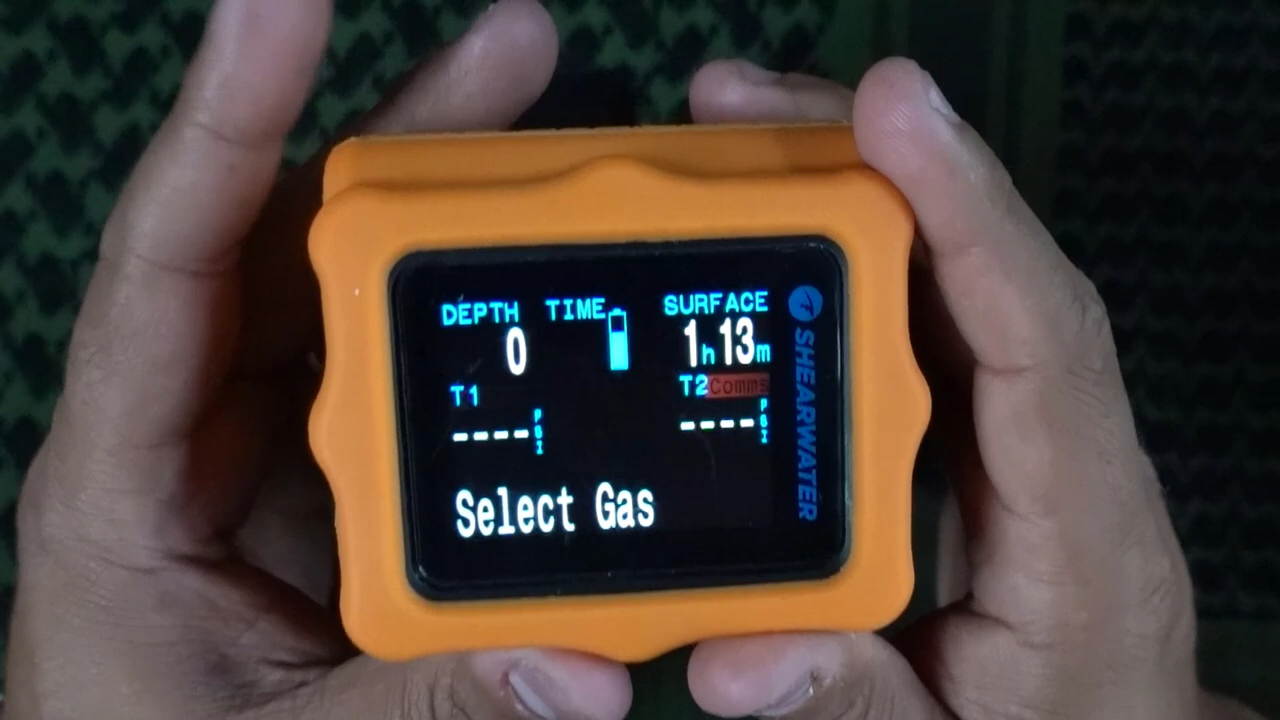 DEPTH TIME SURFACE
0 1h 13m
T1 T2 Comms
---- PSI ---- PSI
Select Gas
SHEARWATER